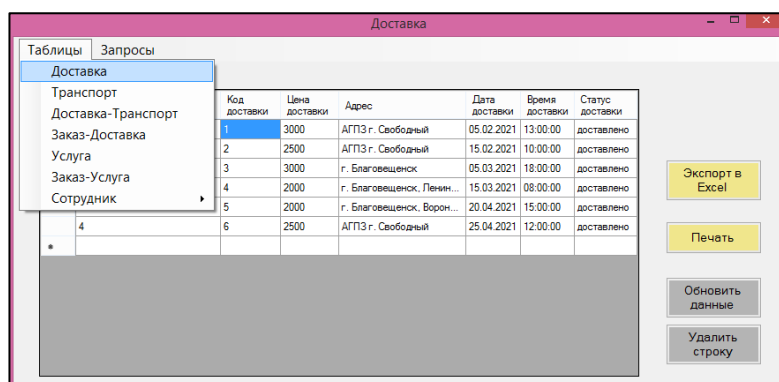 Доставка
Таблицы Запросы
Доставка
Транспорт
Доставка-Транспорт
Заказ-Доставка
Услуга
Заказ-Услуга
Сотрудник
Код доставки Цена доставки Адрес Дата доставки Время доставки Статус доставки
1 3000 АГПЗ г. Свободный 05.02.2021 13:00:00 доставлено
2 2500 АГПЗ г. Свободный 15.02.2021 10:00:00 доставлено
3 3000 г. Благовещенск 05.03.2021 18:00:00 доставлено
4 2000 г. Благовещенск, Ленин... 15.03.2021 08:00:00 доставлено
5 2000 г. Благовещенск, Ворон... 20.04.2021 15:00:00 доставлено
4 6 2500 АГПЗ г. Свободный 25.04.2021 12:00:00 доставлено
Экспорт в
Excel
Печать
Обновить
данные
Удалить
строку